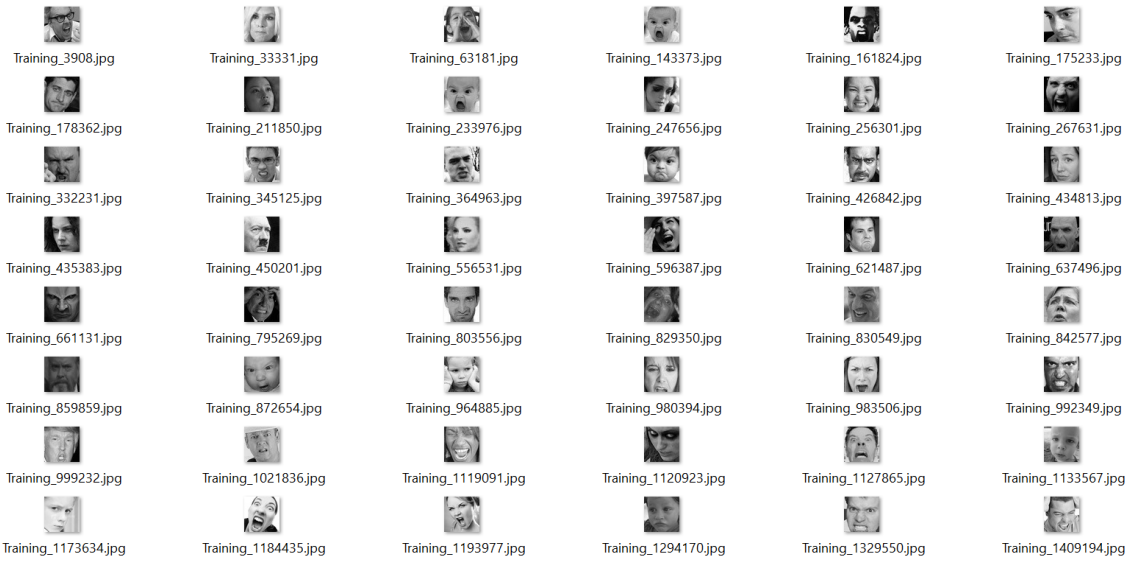 Training_3908.jpg Training_33331.jpg Training_63181.jpg Training_143373.jpg Training_161824.jpg Training_175233.jpg
Training_178362.jpg Training_211850.jpg Training_233976.jpg Training_247656.jpg Training_256301.jpg Training_267631.jpg
Training_332231.jpg Training_345125.jpg Training_364963.jpg Training_397587.jpg Training_426842.jpg Training_434813.jpg
Training_435383.jpg Training_450201.jpg Training_556531.jpg Training_596387.jpg Training_621487.jpg Training_637496.jpg
Training_661131.jpg Training_795269.jpg Training_803556.jpg Training_829350.jpg Training_830549.jpg Training_842577.jpg
Training_859859.jpg Training_872654.jpg Training_964885.jpg Training_980394.jpg Training_983506.jpg Training_992349.jpg
Training_999232.jpg Training_1021836.jpg Training_1119091.jpg Training_1120923.jpg Training_1127865.jpg Training_1133567.jpg
Training_1173634.jpg Training_1184435.jpg Training_1193977.jpg Training_1294170.jpg Training_1329550.jpg Training_1409194.jpg